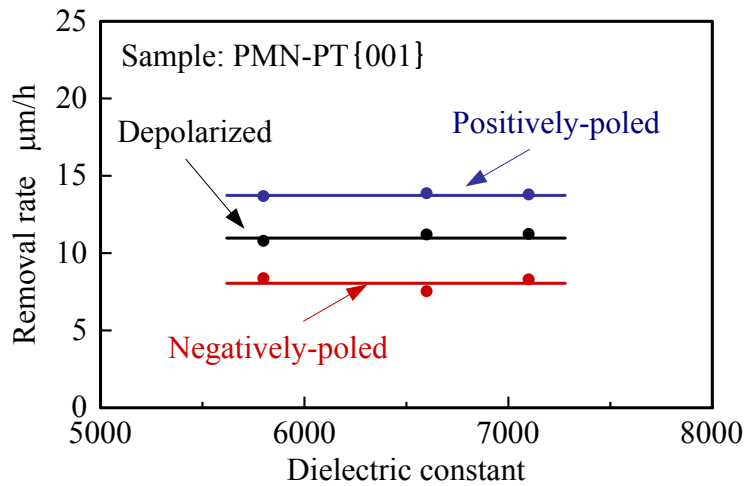 25
20
15
10
5
0
Removal rate μm/h
Sample: PMN-PT{001}
Depolarized
Positively-poled
Negatively-poled
5000
6000
7000
8000
Dielectric constant